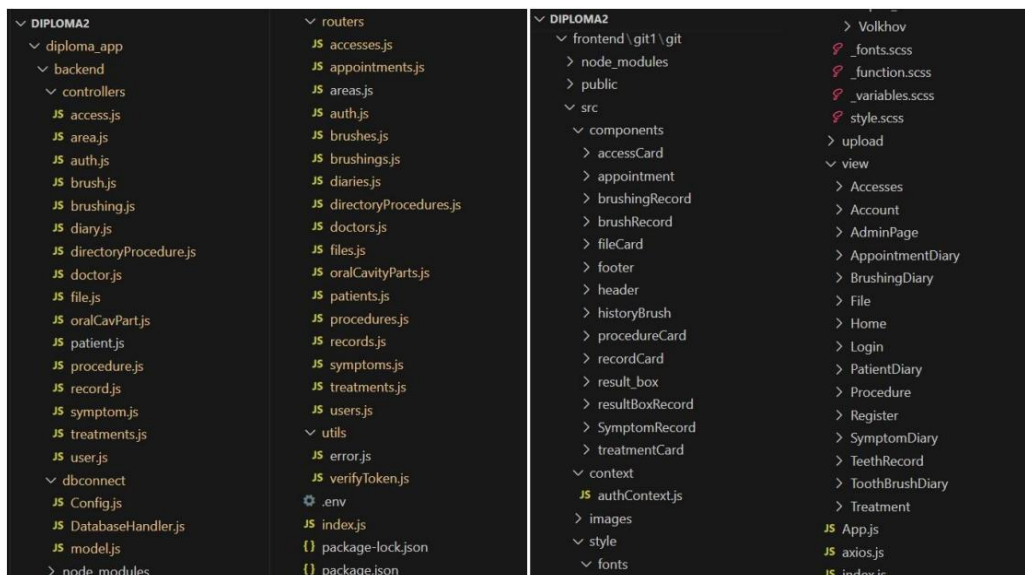 DIPLOMA2
diploma_app
backend
controllers
JS access.js
JS area.js
JS auth.js
JS brush.js
JS brushing.js
JS diary.js
JS directoryProcedure.js
JS doctor.js
JS file.js
JS oralCavPart.js
JS patient.js
JS procedure.js
JS record.js
JS symptom.js
JS treatments.js
JS user.js
dbconnect
JS Config.js
JS DatabaseHandler.js
JS model.js
node_modules
routers
JS accesses.js
JS appointments.js
JS areas.js
JS auth.js
JS brushes.js
JS brushings.js
JS diaries.js
JS directoryProcedures.js
JS doctors.js
JS files.js
JS oralCavityParts.js
JS patients.js
JS procedures.js
JS records.js
JS symptoms.js
JS treatments.js
JS users.js
utils
JS error.js
JS verifyToken.js
.env
JS index.js
{} package-lock.json
{} package.json
DIPLOMA2
frontend\git1\git
node_modules
public
src
components
accessCard
appointment
brushingRecord
brushRecord
fileCard
footer
header
historyBrush
procedureCard
recordCard
result_box
resultBoxRecord
SymptomRecord
treatmentCard
context
JS authContext.js
images
style
fonts
Volkhov
_fonts.scss
_function.scss
_variables.scss
style.scss
upload
view
Accesses
Account
AdminPage
AppointmentDiary
BrushingDiary
File
Home
Login
PatientDiary
Procedure
Register
SymptomDiary
TeethRecord
ToothBrushDiary
Treatment
JS App.js
JS axios.js
JS index.js